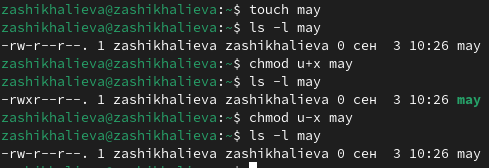 zashikhalieva@zashikhalieva:~$ touch may
zashikhalieva@zashikhalieva:~$ ls -l may
-rw-r--r--. 1 zashikhalieva zashikhalieva 0 сен  3 10:26 may
zashikhalieva@zashikhalieva:~$ chmod u+x may
zashikhalieva@zashikhalieva:~$ ls -l may
-rwxr--r--. 1 zashikhalieva zashikhalieva 0 сен  3 10:26 may
zashikhalieva@zashikhalieva:~$ chmod u-x may
zashikhalieva@zashikhalieva:~$ ls -l may
-rw-r--r--. 1 zashikhalieva zashikhalieva 0 сен  3 10:26 may
zashikhalieva@zashikhalieva:~$